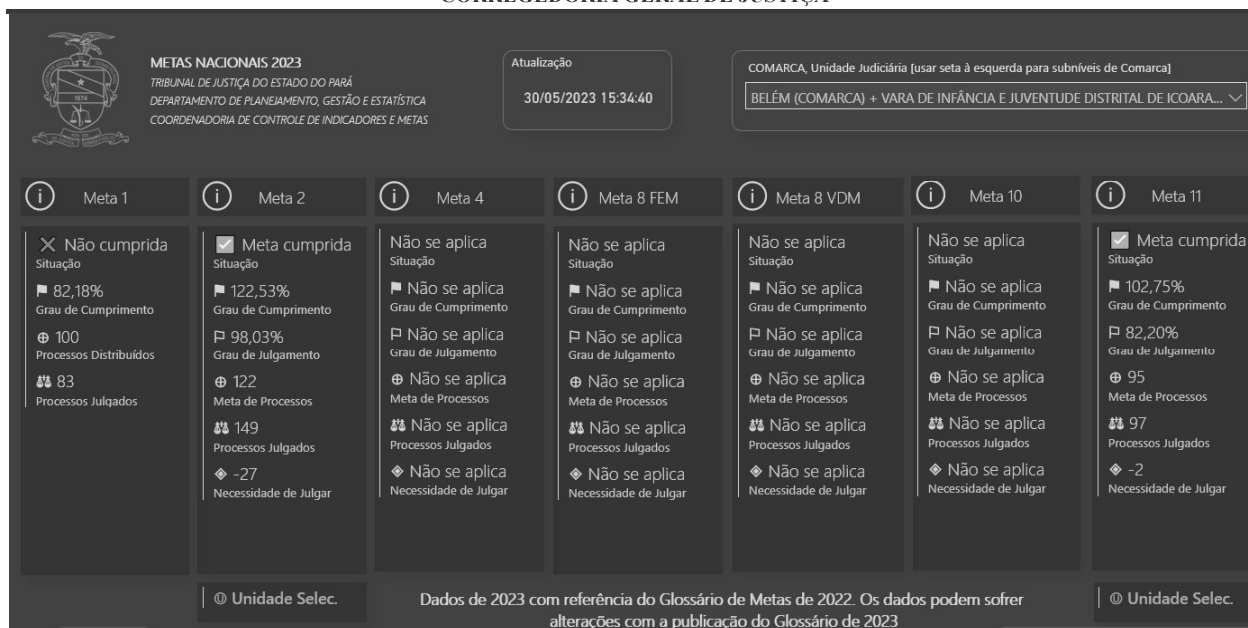 CORREGEDORIA GERAL DE JUSTIÇA
METAS NACIONAIS 2023
TRIBUNAL DE JUSTIÇA DO ESTADO DO PARÁ
DEPARTAMENTO DE PLANEJAMENTO, GESTÃO E ESTATÍSTICA
COORDENADORIA DE CONTROLE DE INDICADORES E METAS
1874
Atualização
30/05/2023 15:34:40
COMARCA, Unidade Judiciária [usar seta à esquerda para subníveis de Comarca]
BELÉM (COMARCA) + VARA DE INFÂNCIA E JUVENTUDE DISTRITAL DE ICOARA...
Meta 1
Não cumprida
Situação
82,18%
Grau de Cumprimento
100
Processos Distribuídos
83
Processos Julgados
Meta 2
Meta cumprida
Situação
122,53%
Grau de Cumprimento
98,03%
Grau de Julgamento
122
Meta de Processos
149
Processos Julgados
-27
Necessidade de Julgar
Unidade Selec.
Meta 4
Não se aplica
Situação
Não se aplica
Grau de Cumprimento
Não se aplica
Grau de Julgamento
Não se aplica
Meta de Processos
Não se aplica
Processos Julgados
Não se aplica
Necessidade de Julgar
Meta 8 FEM
Não se aplica
Situação
Não se aplica
Grau de Cumprimento
Não se aplica
Grau de Julgamento
Não se aplica
Meta de Processos
Não se aplica
Processos Julgados
Não se aplica
Necessidade de Julgar
Meta 8 VDM
Não se aplica
Situação
Não se aplica
Grau de Cumprimento
Não se aplica
Grau de Julgamento
Não se aplica
Meta de Processos
Não se aplica
Processos Julgados
Não se aplica
Necessidade de Julgar
Meta 10
Não se aplica
Situação
Não se aplica
Grau de Cumprimento
Não se aplica
Grau de Julgamento
Não se aplica
Meta de Processos
Não se aplica
Processos Julgados
Não se aplica
Necessidade de Julgar
Meta 11
Meta cumprida
Situação
102,75%
Grau de Cumprimento
82,20%
Grau de Julgamento
95
Meta de Processos
97
Processos Julgados
-2
Necessidade de Julgar
Unidade Selec.
Dados de 2023 com referência do Glossário de Metas de 2022. Os dados podem sofrer
alterações com a publicação do Glossário de 2023